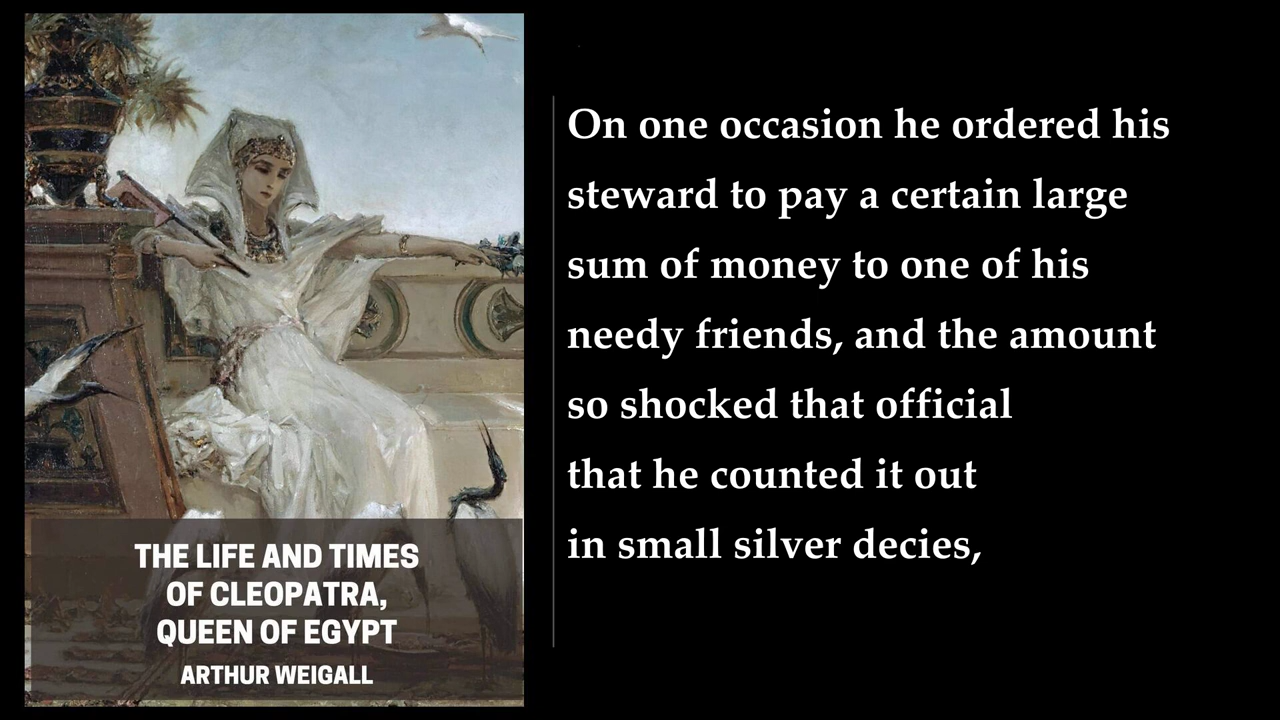 On one occasion he ordered his
steward to pay a certain large
sum of money to one of his
needy friends, and the amount
so shocked that official
that he counted it out
in small silver decies,
THE LIFE AND TIMES
OF CLEOPATRA,
QUEEN OF EGYPT
ARTHUR WEIGALL